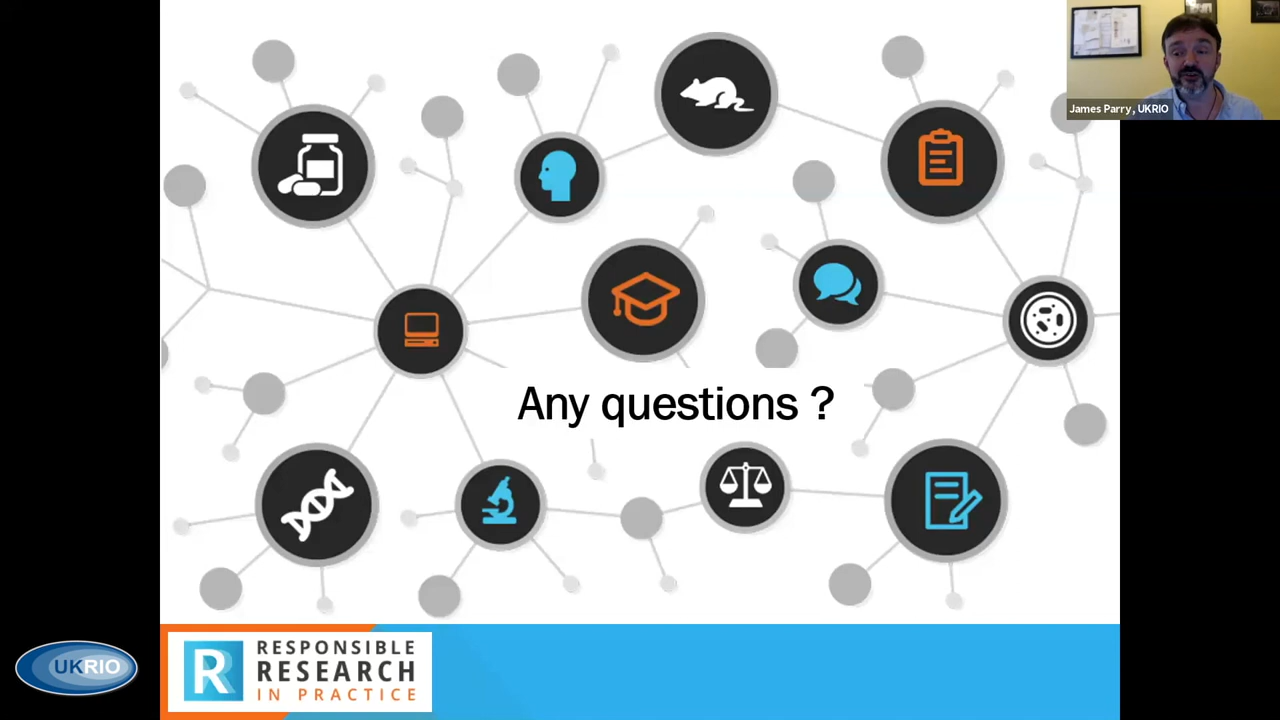 James Parry, UKRIO
Any questions ?
UKRIO
R
RESPONSIBLE
RESEARCH
IN PRACTICE